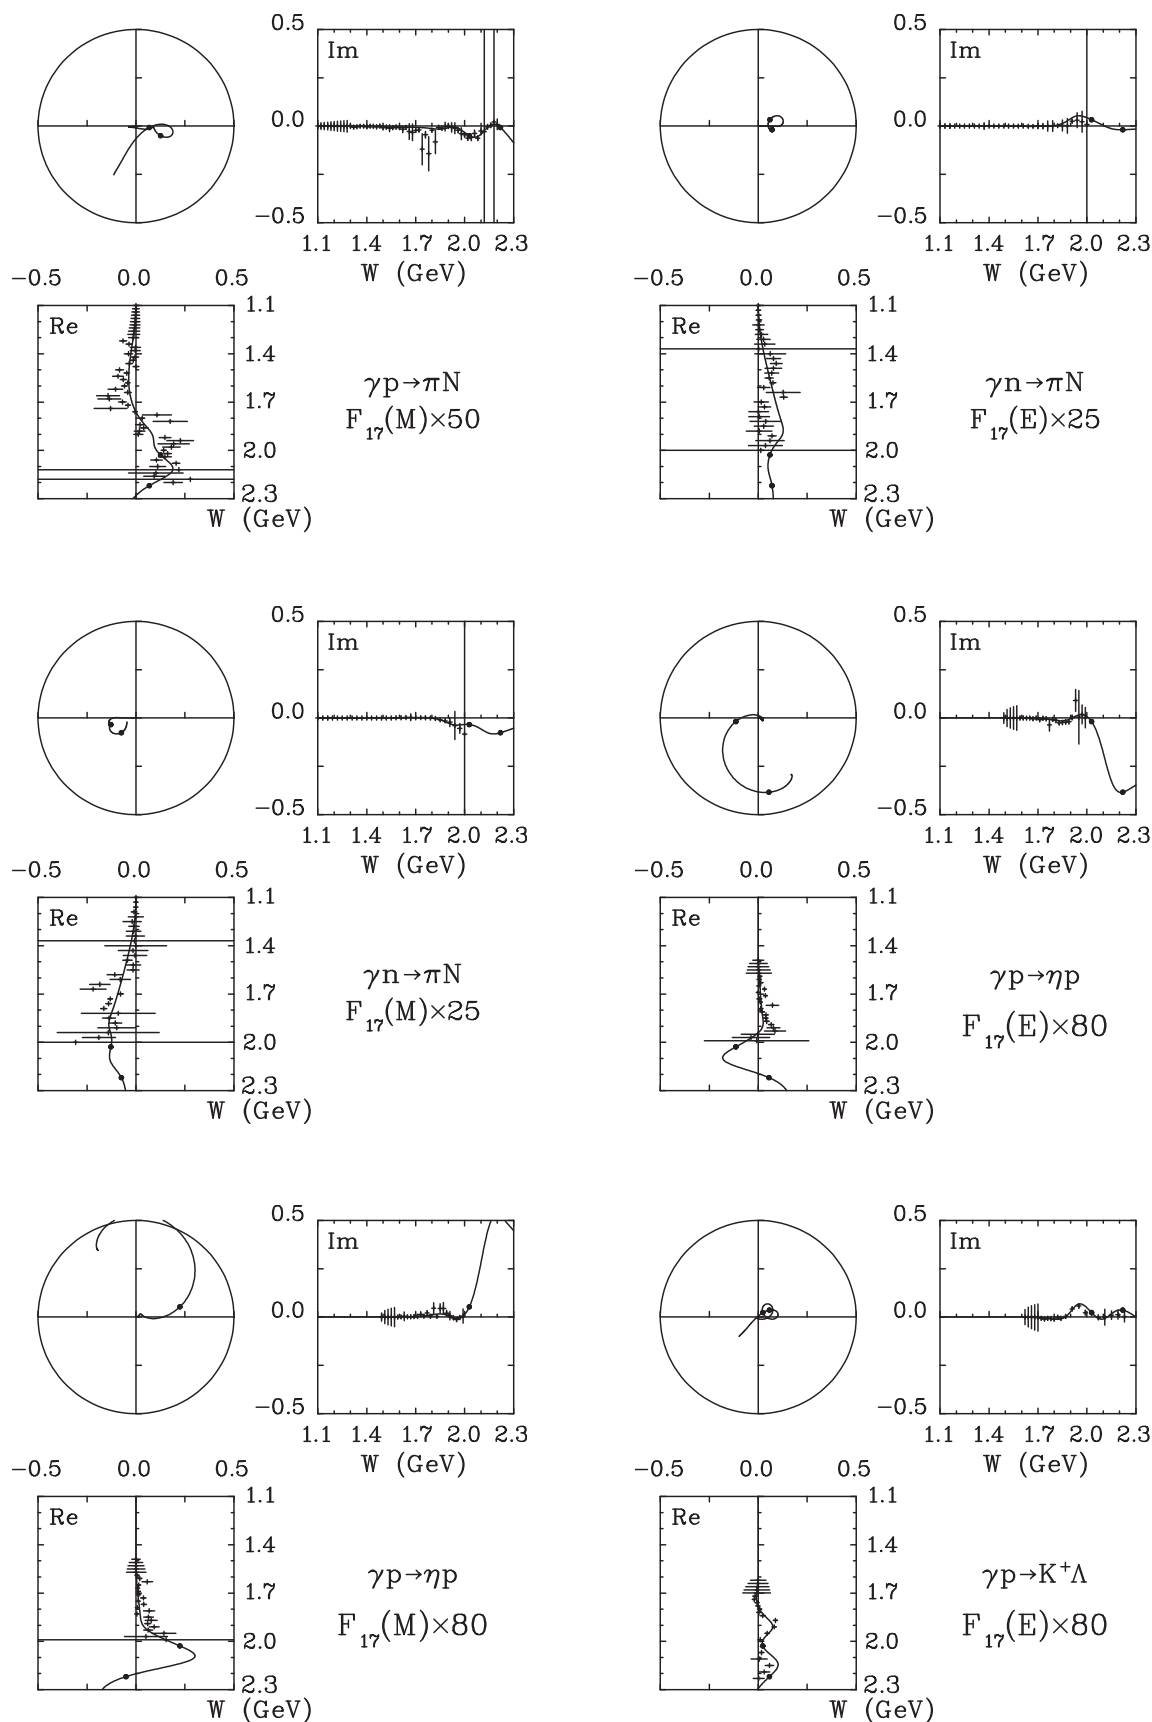 0.5
Im
0.0
−0.5
1.1 1.4 1.7 2.0 2.3
W (GeV)
−0.5 0.0 0.5
Re
1.1
1.4
1.7
2.0
2.3
W (GeV)
γp→πN
F₁₇(M)×50
0.5
Im
0.0
−0.5
1.1 1.4 1.7 2.0 2.3
W (GeV)
−0.5 0.0 0.5
Re
1.1
1.4
1.7
2.0
2.3
W (GeV)
γn→πN
F₁₇(E)×25
0.5
Im
0.0
−0.5
1.1 1.4 1.7 2.0 2.3
W (GeV)
−0.5 0.0 0.5
Re
1.1
1.4
1.7
2.0
2.3
W (GeV)
γn→πN
F₁₇(M)×25
0.5
Im
0.0
−0.5
1.1 1.4 1.7 2.0 2.3
W (GeV)
−0.5 0.0 0.5
Re
1.1
1.4
1.7
2.0
2.3
W (GeV)
γp→ηp
F₁₇(E)×80
0.5
Im
0.0
−0.5
1.1 1.4 1.7 2.0 2.3
W (GeV)
−0.5 0.0 0.5
Re
1.1
1.4
1.7
2.0
2.3
W (GeV)
γp→ηp
F₁₇(M)×80
0.5
Im
0.0
−0.5
1.1 1.4 1.7 2.0 2.3
W (GeV)
−0.5 0.0 0.5
Re
1.1
1.4
1.7
2.0
2.3
W (GeV)
γp→K⁺Λ
F₁₇(E)×80